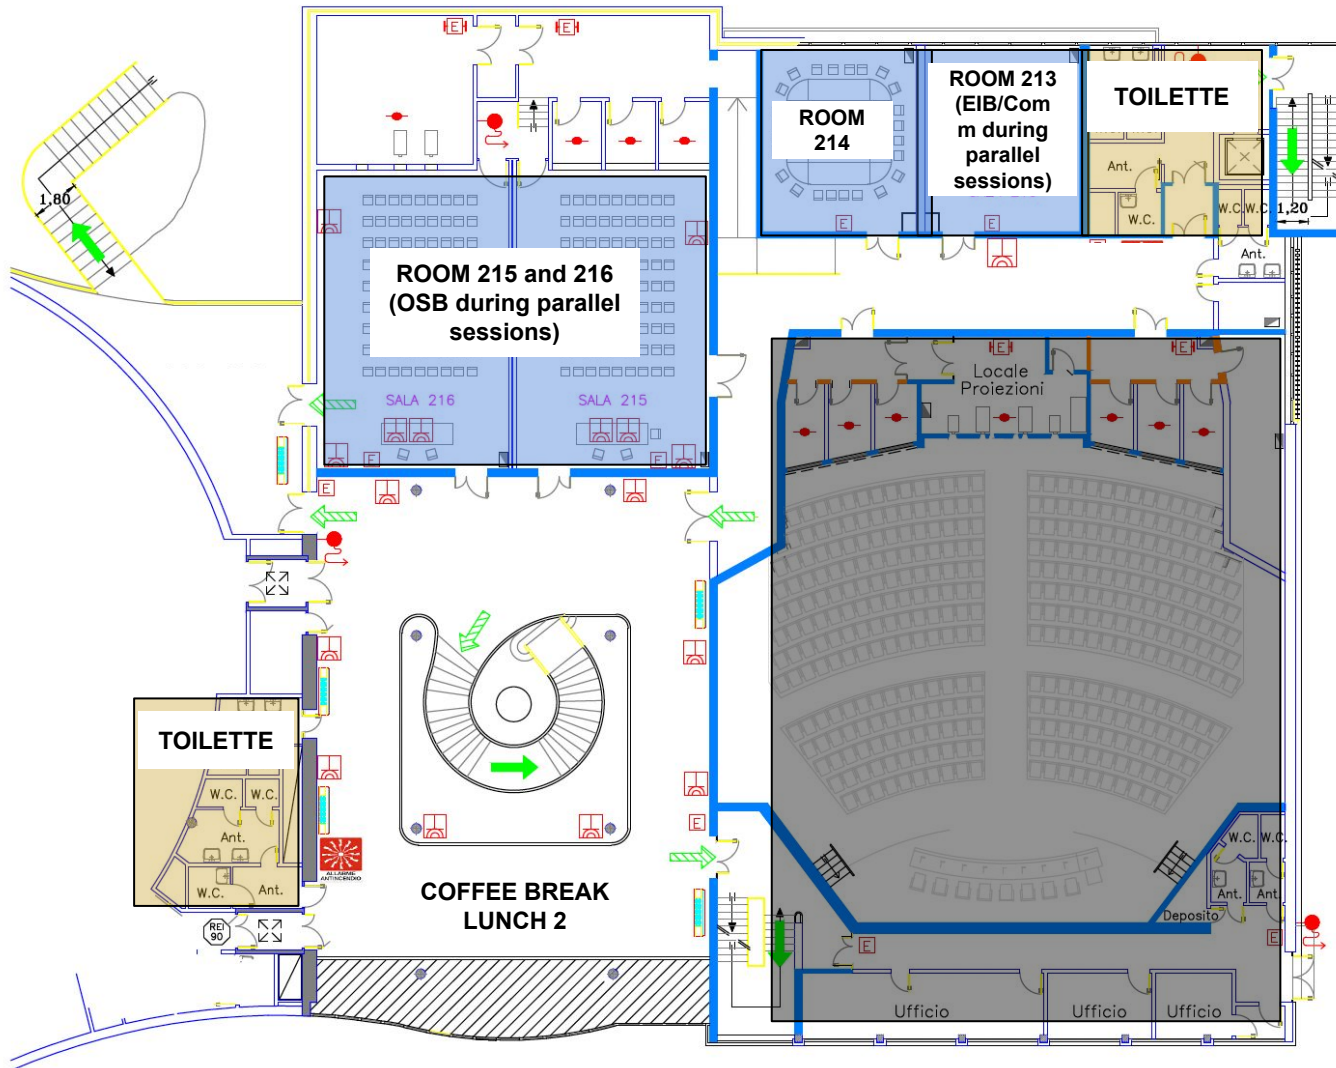 E
E
ROOM
214
ROOM 213
(EIB/Com
m during
parallel
sessions)
TOILETTE
Ant.
W.C.
W.C.
W.C.
1,20
1,80
E
E
Ant.
ROOM 215 and 216
(OSB during parallel
sessions)
SALA 216
SALA 215
E
E
E
E
E
Locale
Proiezioni
TOILETTE
W.C.
W.C.
Ant.
W.C.
Ant.
ALLARME
ANTINCENDIO
REI
90
COFFEE BREAK
LUNCH 2
E
W.C.
W.C.
Ant.
Ant.
Deposito
E
E
Ufficio
Ufficio
Ufficio